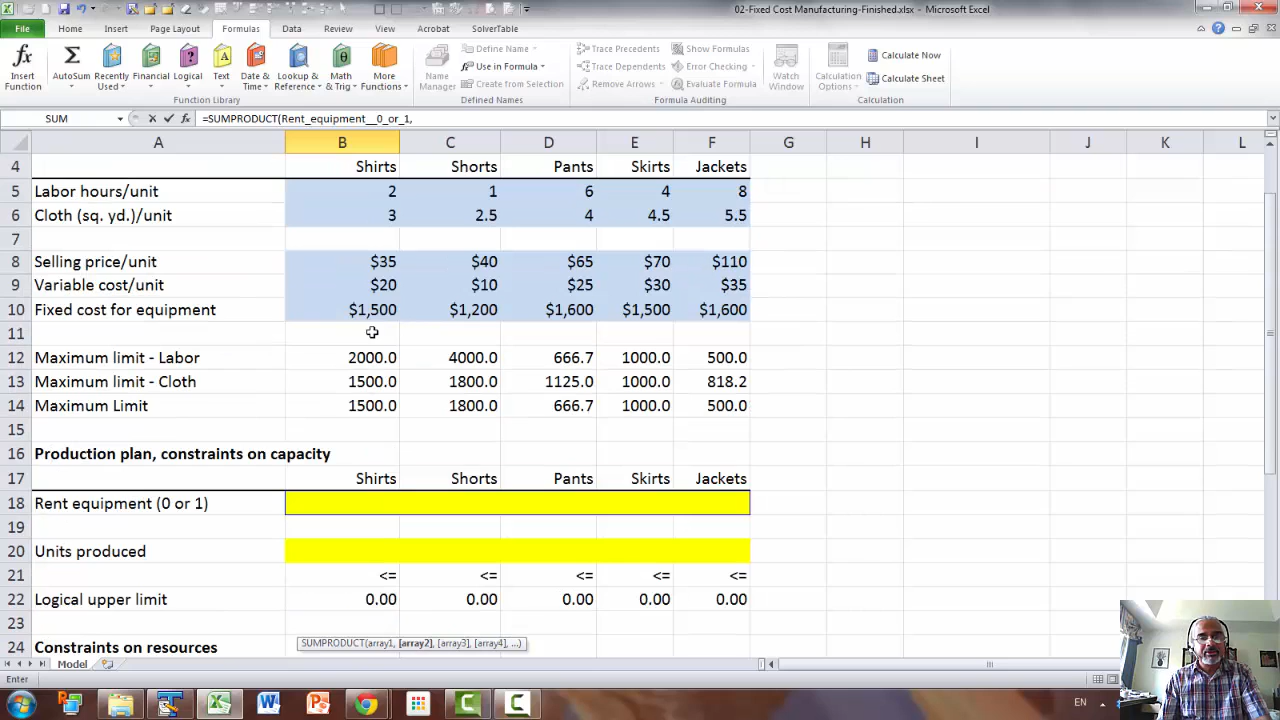 02-Fixed Cost Manufacturing-Finished.xlsx - Microsoft Excel
File Home Insert Page Layout Formulas Data Review View Acrobat SolverTable
Insert Function
AutoSum
Recently Used
Financial
Logical
Text
Date & Time
Lookup & Reference
Math & Trig
More Functions
Function Library
Name Manager
Define Name
Use in Formula
Create from Selection
Defined Names
Trace Precedents
Trace Dependents
Remove Arrows
Show Formulas
Error Checking
Evaluate Formula
Formula Auditing
Watch Window
Calculation Options
Calculate Now
Calculate Sheet
Calculation
SUM fx =SUMPRODUCT(Rent_equipment__0_or_1,
A B C D E F G H I J K L
4 Shirts Shorts Pants Skirts Jackets
5 Labor hours/unit 2 1 6 4 8
6 Cloth (sq. yd.)/unit 3 2.5 4 4.5 5.5
7
8 Selling price/unit $35 $40 $65 $70 $110
9 Variable cost/unit $20 $10 $25 $30 $35
10 Fixed cost for equipment $1,500 $1,200 $1,600 $1,500 $1,600
11
12 Maximum limit - Labor 2000.0 4000.0 666.7 1000.0 500.0
13 Maximum limit - Cloth 1500.0 1800.0 1125.0 1000.0 818.2
14 Maximum Limit 1500.0 1800.0 666.7 1000.0 500.0
15
16 Production plan, constraints on capacity
17 Shirts Shorts Pants Skirts Jackets
18 Rent equipment (0 or 1)
19
20 Units produced
21 <= <= <= <= <=
22 Logical upper limit 0.00 0.00 0.00 0.00 0.00
23
24 Constraints on resources
SUMPRODUCT(array1, [array2], [array3], [array4], ...)
Model
Enter
EN